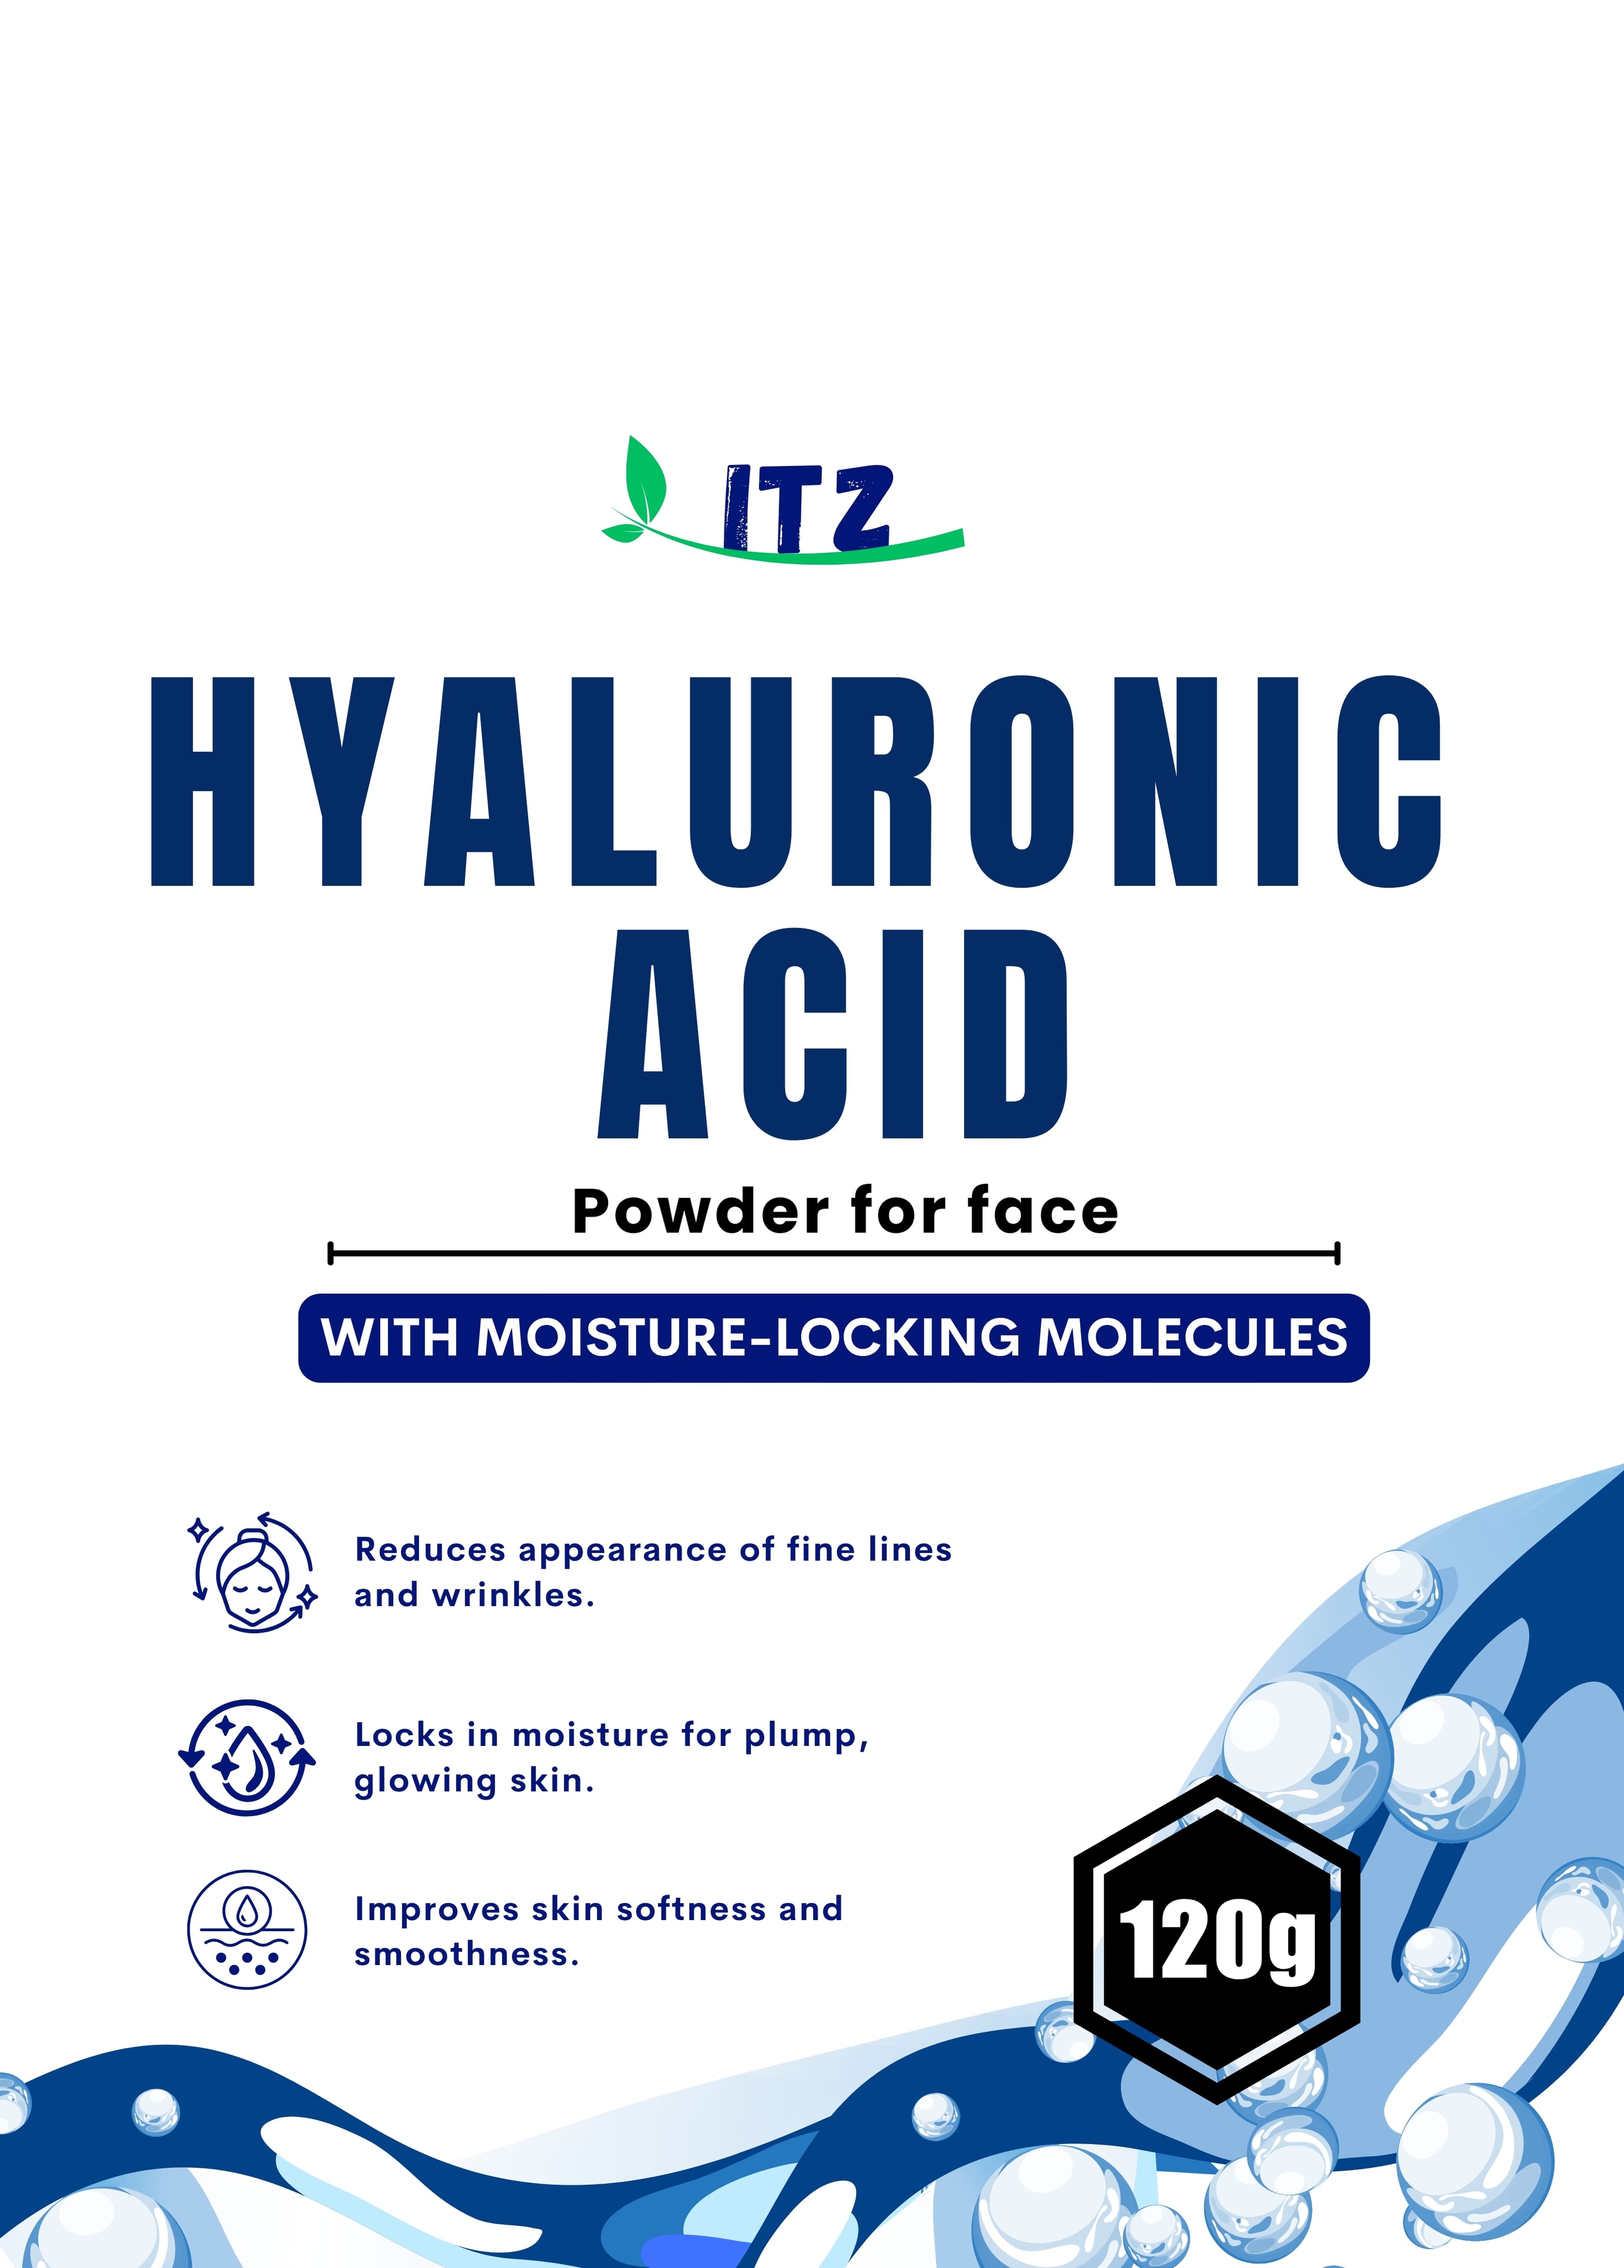 ITZ
HYALURONIC
ACID
Powder for face
WITH MOISTURE-LOCKING MOLECULES
Reduces appearance of fine lines
and wrinkles.
Locks in moisture for plump,
glowing skin.
Improves skin softness and
smoothness.
120g